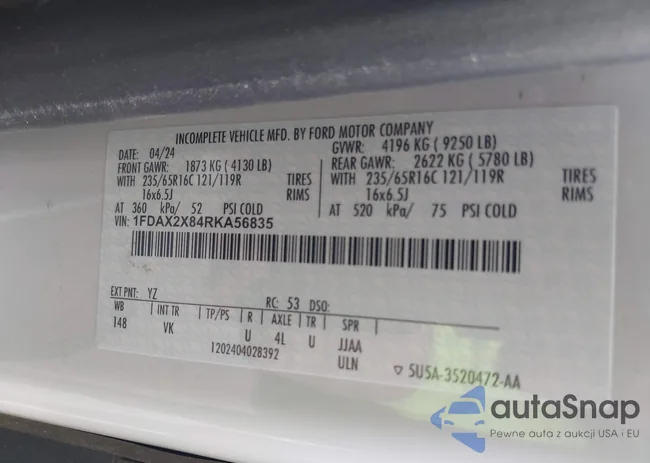 INCOMPLETE VEHICLE MFD. BY FORD MOTOR COMPANY
DATE: 04/24 GVWR: 4196 KG ( 9250 LB)
FRONT GAWR: 1873 KG ( 4130 LB) REAR GAWR: 2622 KG ( 5780 LB)
WITH 235/65R16C 121/119R TIRES WITH 235/65R16C 121/119R TIRES
16x6.5J RIMS 16x6.5J RIMS
AT 360 kPa/ 52 PSI COLD AT 520 kPa/ 75 PSI COLD
VIN: 1FDAX2X84RKA56835
EXT PNT: YZ RC: 53 DSO:
WB INT TR TP/PS R AXLE TR SPR
148 VK U 4L U JJAA
1202404028392 ULN ▽ 5U5A-3520472-AA
autaSnap
Pewne auta z aukcji USA i EU